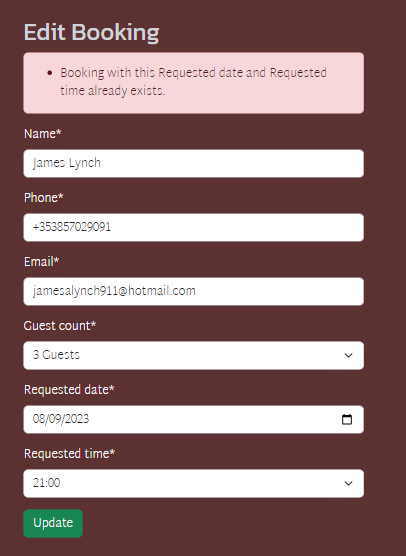 Edit Booking
Booking with this Requested date and Requested
time already exists.
Name*
James Lynch
Phone*
+353857029091
Email*
jamesalynch911@hotmail.com
Guest count*
3 Guests
Requested date*
08/09/2023
Requested time*
21:00
Update